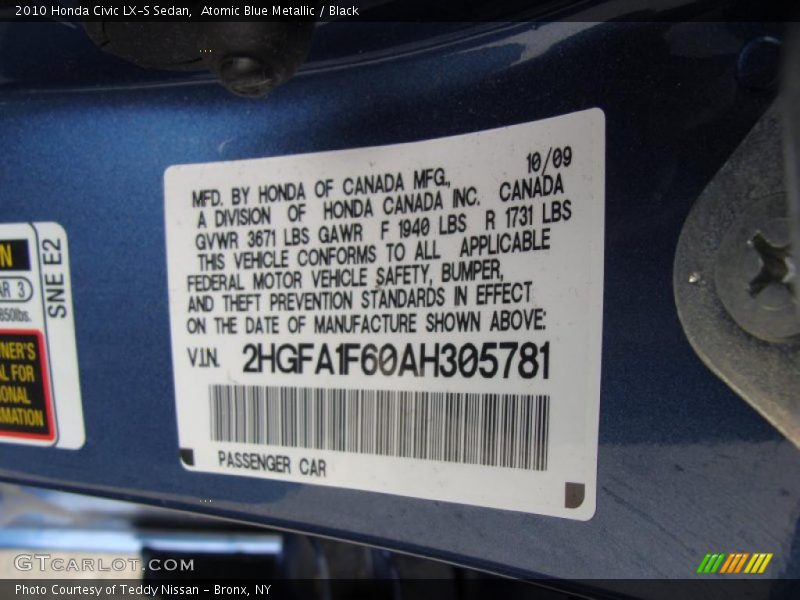 2010 Honda Civic LX-S Sedan, Atomic Blue Metallic / Black
10/09
MFD. BY HONDA OF CANADA MFG.,
A DIVISION OF HONDA CANADA INC. CANADA
GVWR 3671 LBS GAWR F 1940 LBS R 1731 LBS
THIS VEHICLE CONFORMS TO ALL APPLICABLE
FEDERAL MOTOR VEHICLE SAFETY, BUMPER,
AND THEFT PREVENTION STANDARDS IN EFFECT
ON THE DATE OF MANUFACTURE SHOWN ABOVE:
V.I.N. 2HGFA1F60AH305781
PASSENGER CAR
SNE E2
850lbs.
GTCARLOT.COM
Photo Courtesy of Teddy Nissan - Bronx, NY